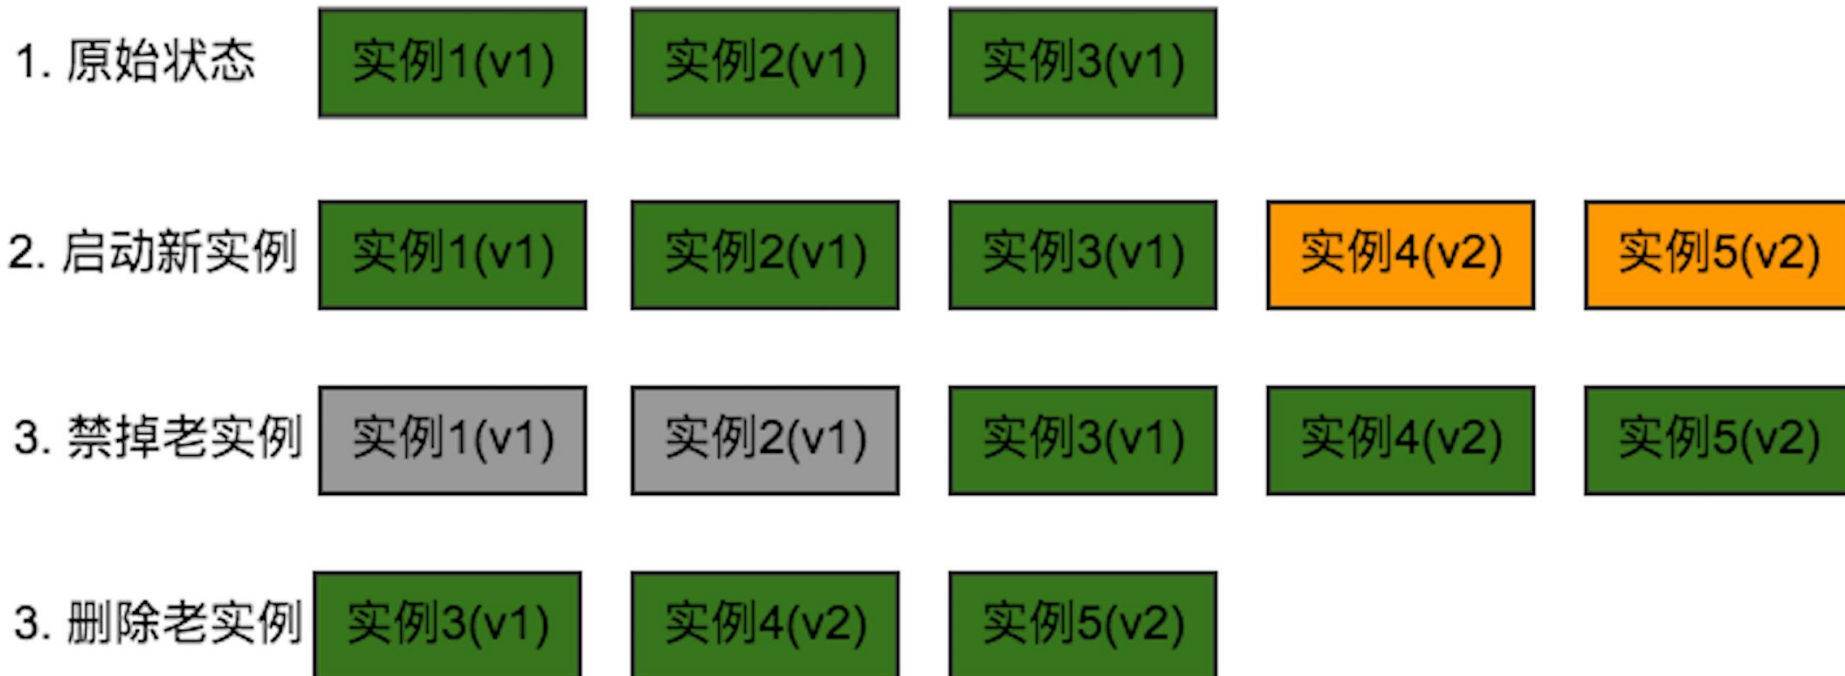 1. 原始状态 实例1(v1) 实例2(v1) 实例3(v1)
2. 启动新实例 实例1(v1) 实例2(v1) 实例3(v1) 实例4(v2) 实例5(v2)
3. 禁掉老实例 实例1(v1) 实例2(v1) 实例3(v1) 实例4(v2) 实例5(v2)
3. 删除老实例 实例3(v1) 实例4(v2) 实例5(v2)